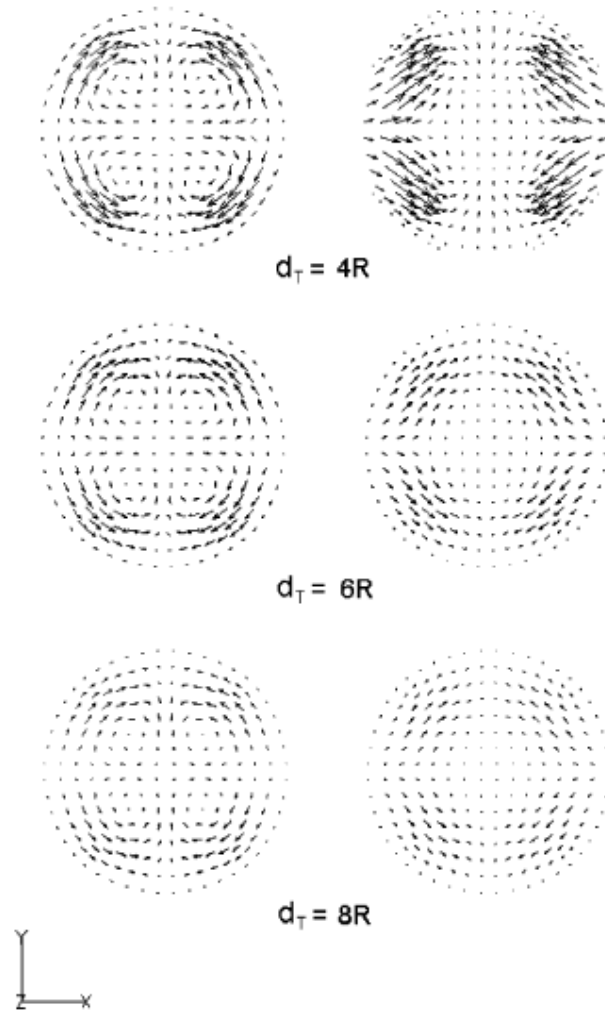 d_T = 4R
d_T = 6R
d_T = 8R
Y
Z X